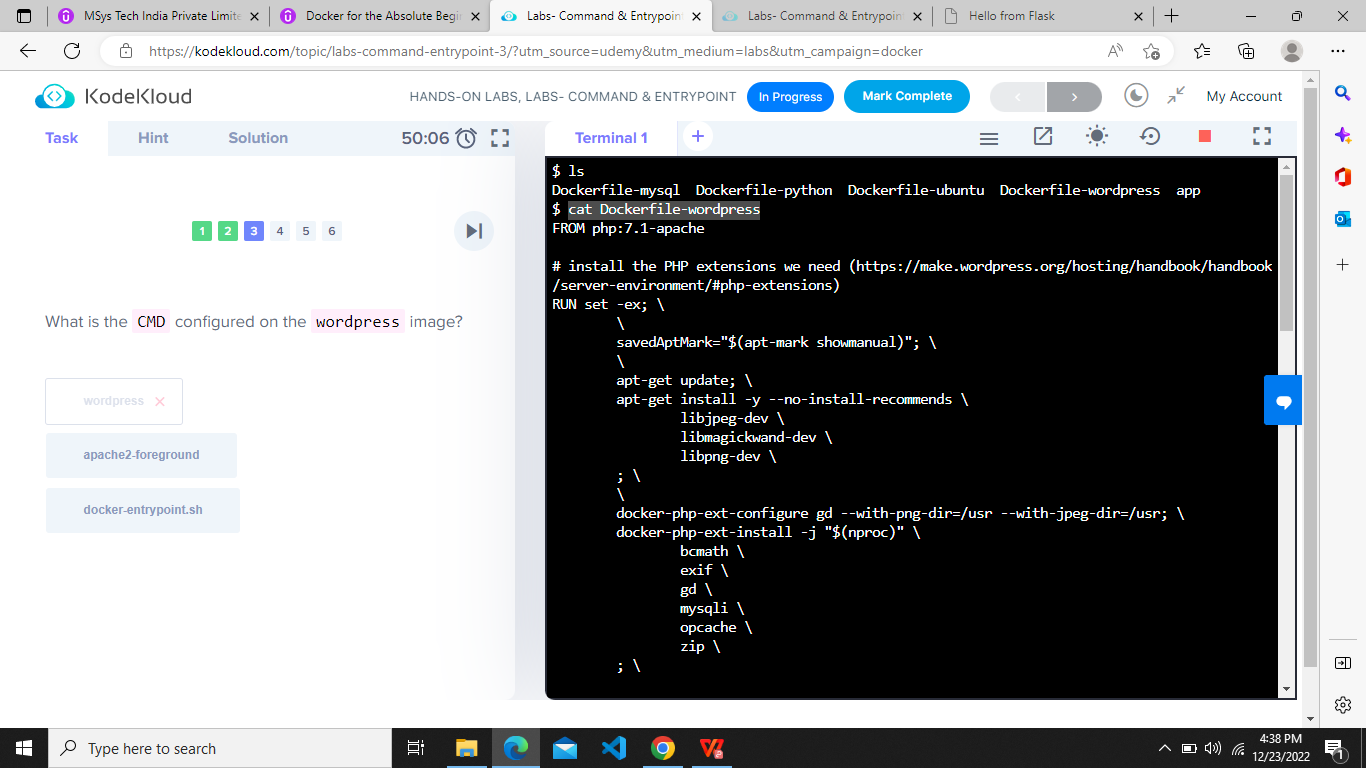 MSys Tech India Private Limite
Docker for the Absolute Begi
Labs- Command & Entrypoin
Labs- Command & Entrypoin
Hello from Flask
https://kodekloud.com/topic/labs-command-entrypoint-3/?utm_source=udemy&utm_medium=labs&utm_campaign=docker
KodeKloud
HANDS-ON LABS, LABS- COMMAND & ENTRYPOINT
In Progress
Mark Complete
My Account
Task
Hint
Solution
50:06
Terminal 1
1 2 3 4 5 6
What is the CMD configured on the wordpress image?
wordpress
apache2-foreground
docker-entrypoint.sh
$ ls
Dockerfile-mysql  Dockerfile-python  Dockerfile-ubuntu  Dockerfile-wordpress  app
$ cat Dockerfile-wordpress
FROM php:7.1-apache
# install the PHP extensions we need (https://make.wordpress.org/hosting/handbook/handbook
/server-environment/#php-extensions)
RUN set -ex; \
\
savedAptMark="$(apt-mark showmanual)"; \
\
apt-get update; \
apt-get install -y --no-install-recommends \
libjpeg-dev \
libmagickwand-dev \
libpng-dev \
; \
\
docker-php-ext-configure gd --with-png-dir=/usr --with-jpeg-dir=/usr; \
docker-php-ext-install -j "$(nproc)" \
bcmath \
exif \
gd \
mysqli \
opcache \
zip \
; \
Type here to search
4:38 PM
12/23/2022
1